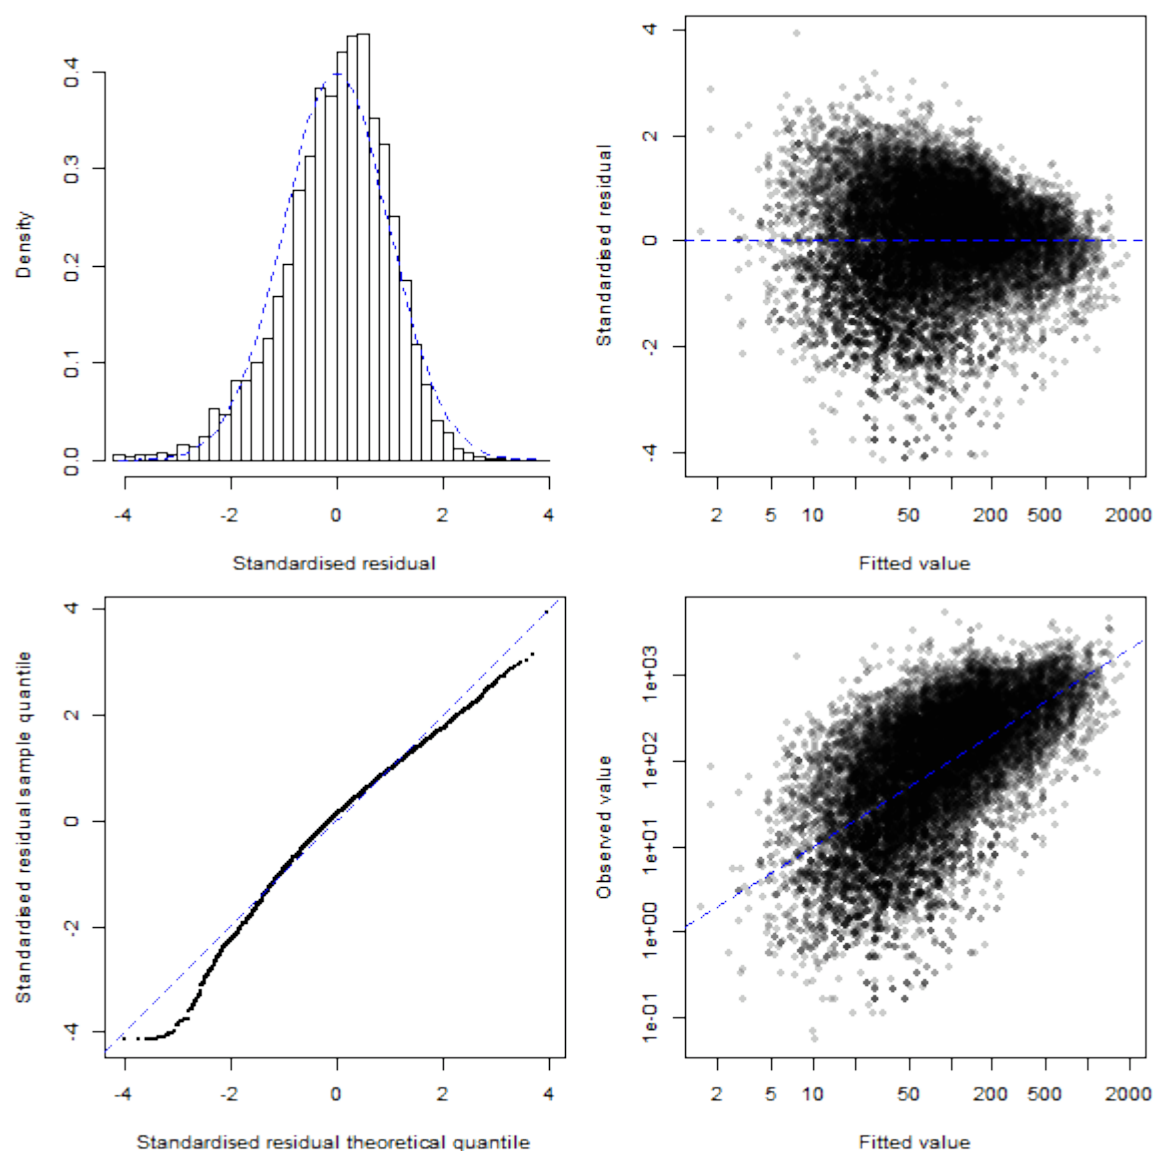 0.4
0.3
0.2
0.1
0.0
Density
-4 -2 0 2 4
Standardised residual
4
2
0
-2
-4
Standardised residual
2 5 10 50 200 500 2000
Fitted value
4
2
0
-2
-4
Standardised residual sample quantile
-4 -2 0 2 4
Standardised residual theoretical quantile
1e+03
1e+02
1e+01
1e+00
1e-01
Observed value
2 5 10 50 200 500 2000
Fitted value